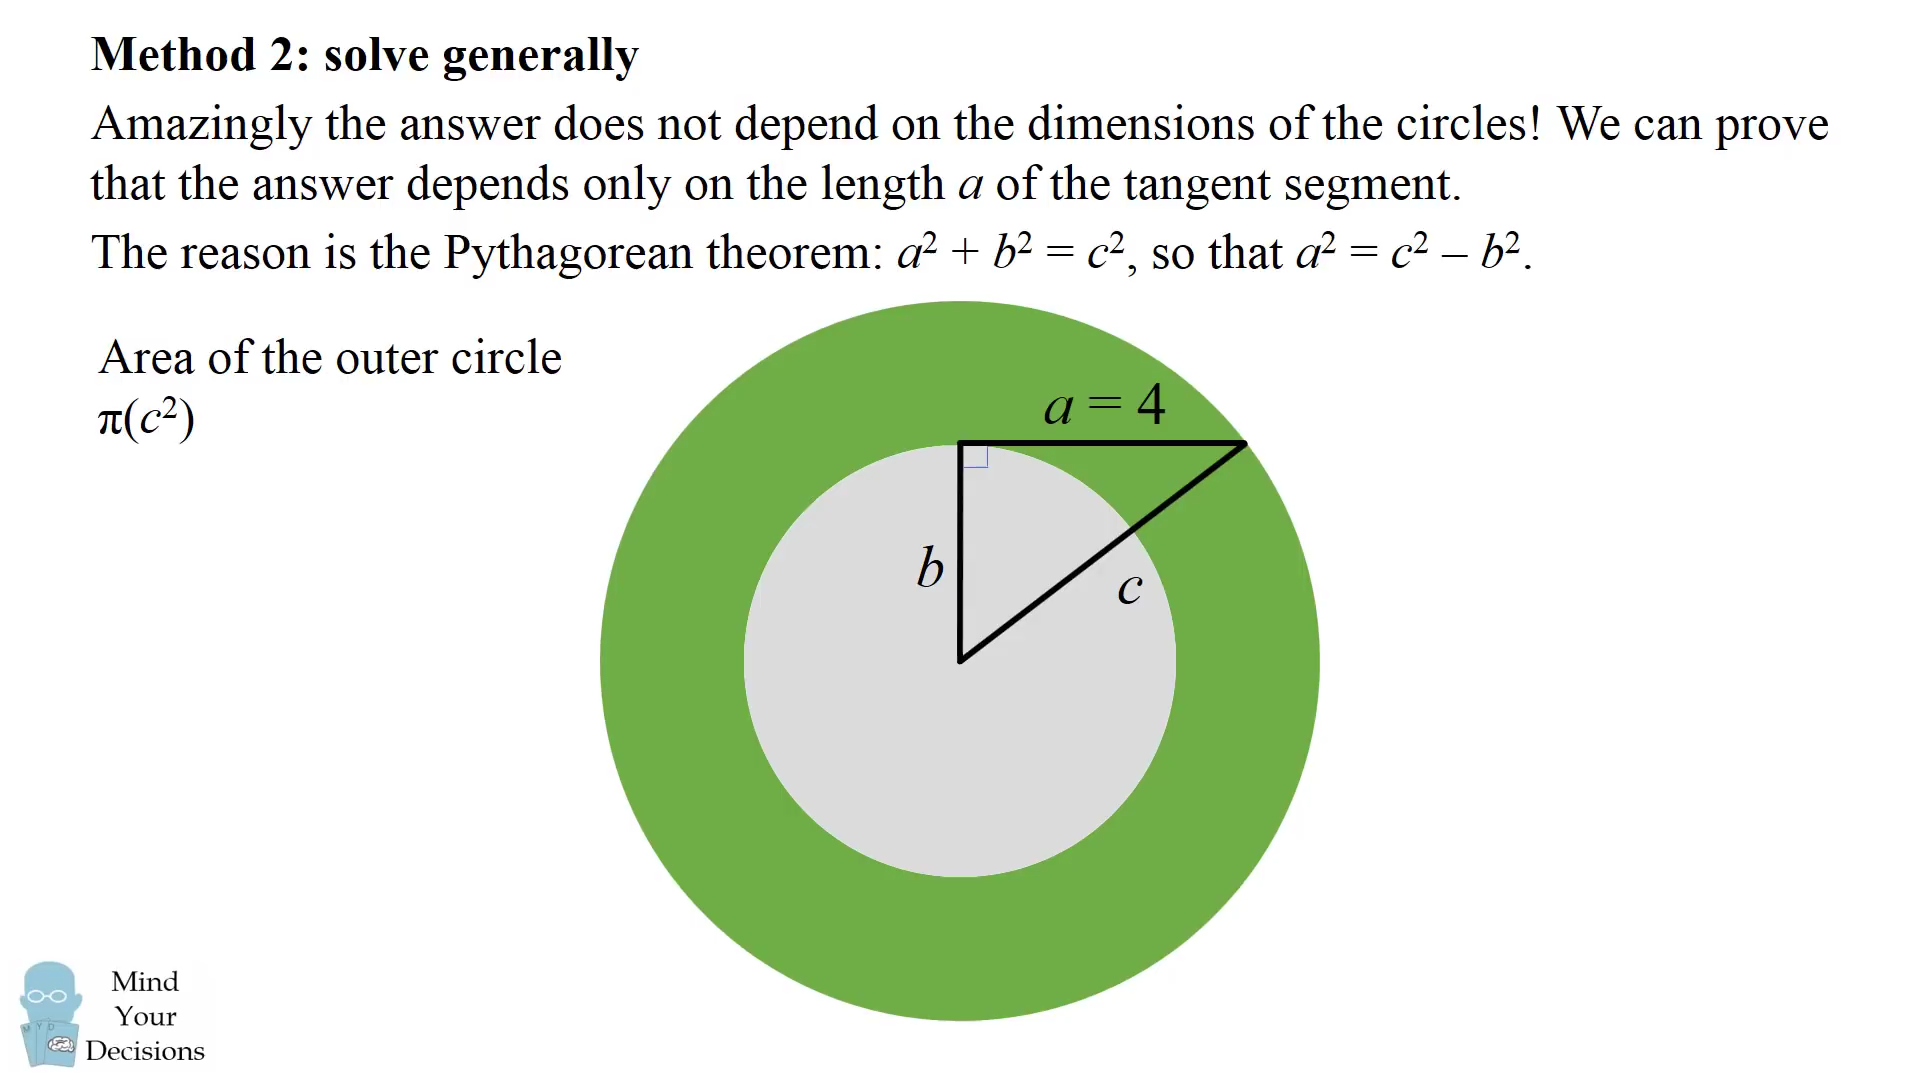 Method 2: solve generally
Amazingly the answer does not depend on the dimensions of the circles! We can prove
that the answer depends only on the length a of the tangent segment.
The reason is the Pythagorean theorem: a² + b² = c², so that a² = c² – b².
Area of the outer circle
π(c²)
a = 4
b
c
M Y D
Mind
Your
Decisions